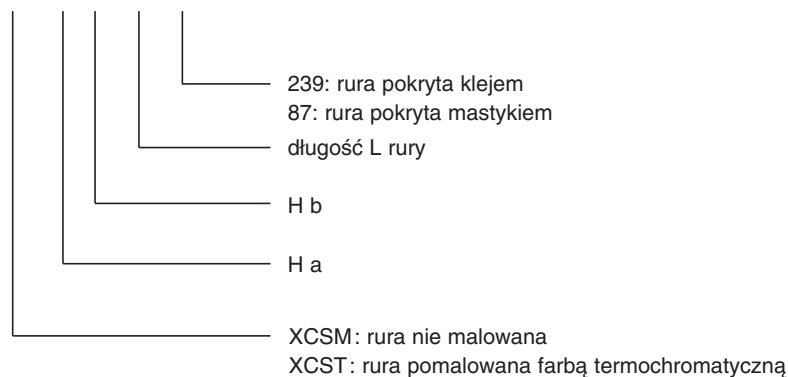 239: rura pokryta klejem
87: rura pokryta mastykiem
długość L rury
H b
H a
XCSM: rura nie malowana
XCST: rura pomalowana farbą termochromatyczną